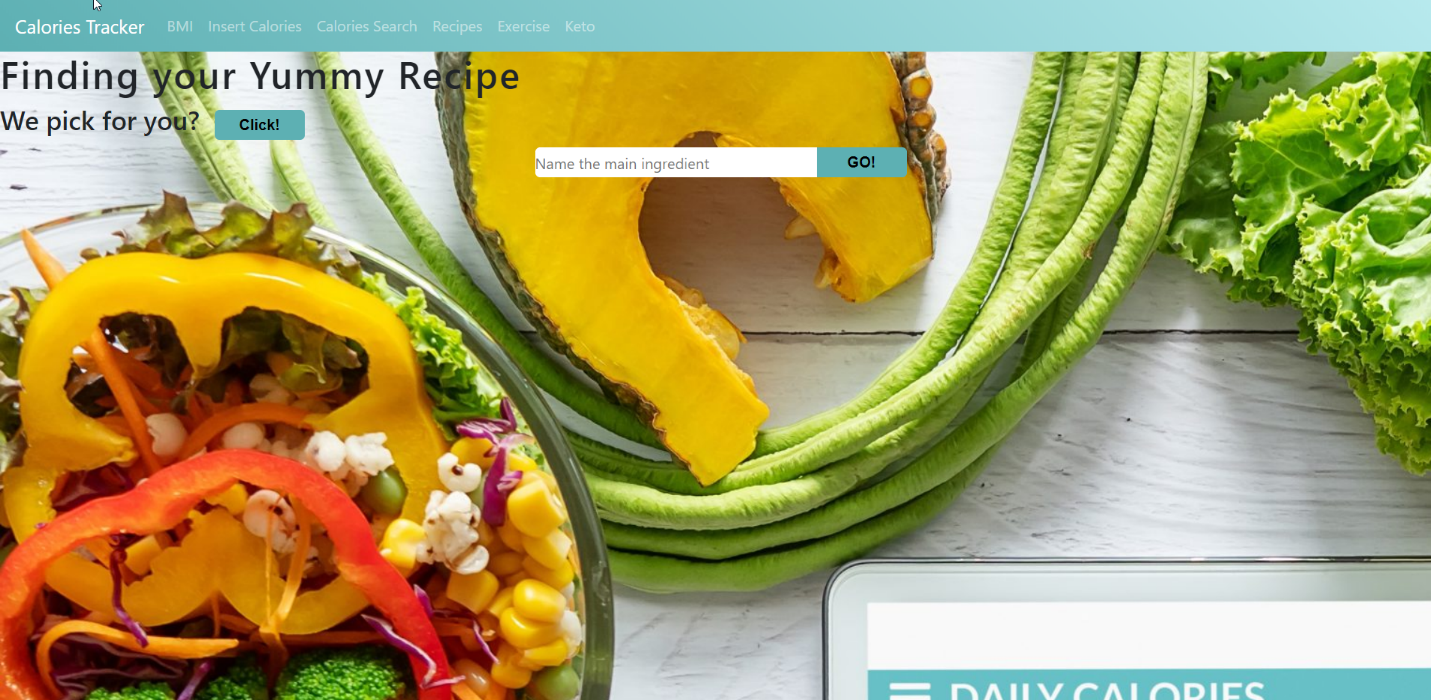 Calories Tracker BMI Insert Calories Calories Search Recipes Exercise Keto
Finding your Yummy Recipe
We pick for you? Click!
Name the main ingredient GO!
DAILY CALORIES